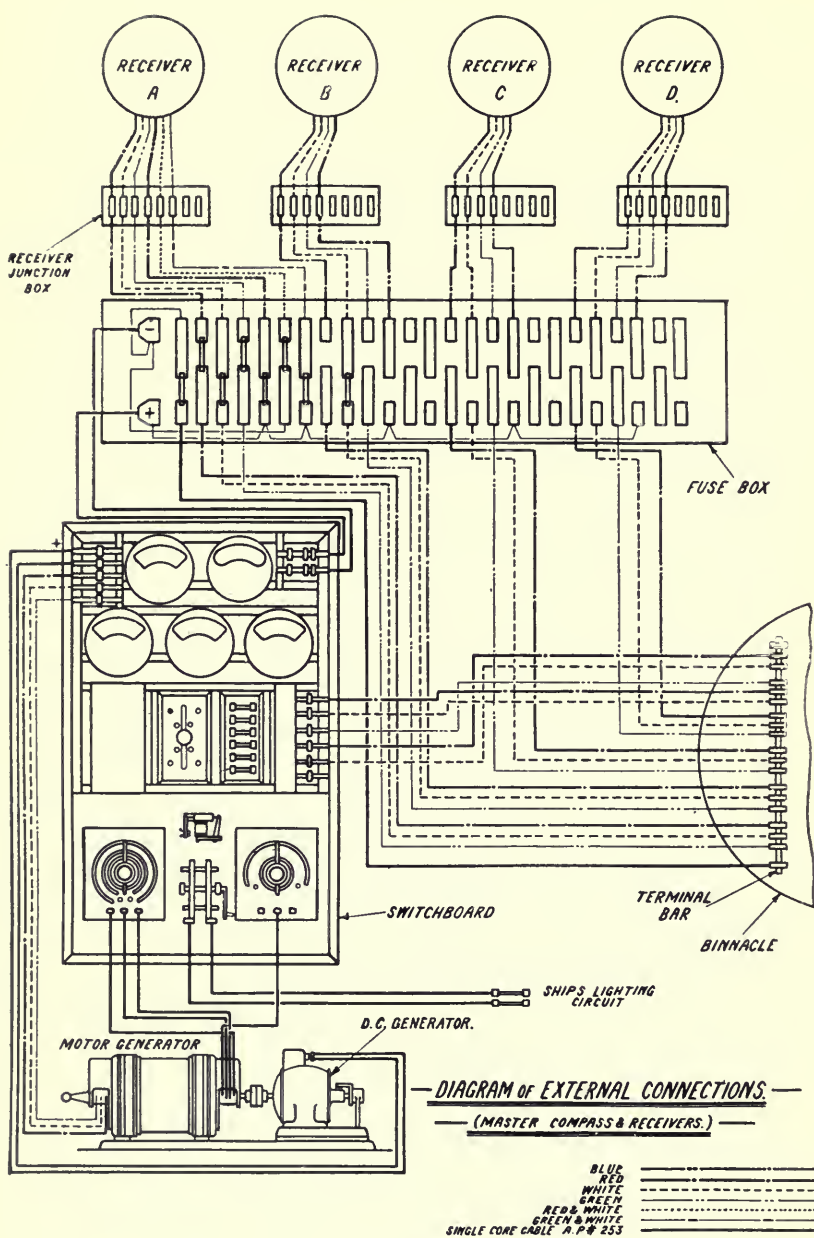 RECEIVER
A
RECEIVER
B
RECEIVER
C
RECEIVER
D.
RECEIVER
JUNCTION
BOX
-
+
FUSE BOX
+
SWITCHBOARD
TERMINAL
BAR
BINNACLE
SHIPS LIGHTING
CIRCUIT
D.C. GENERATOR.
MOTOR GENERATOR
DIAGRAM OF EXTERNAL CONNECTIONS.
(MASTER COMPASS & RECEIVERS.)
BLUE
RED
WHITE
GREEN
RED & WHITE
GREEN & WHITE
SINGLE CORE CABLE A.P# 253